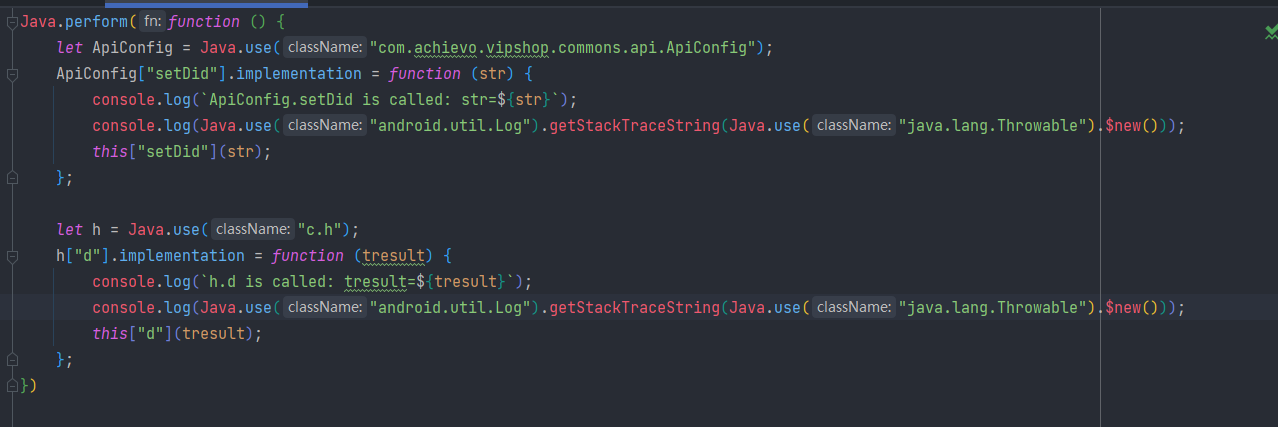 Java.perform( fn: function () {
    let ApiConfig = Java.use( className: "com.achievo.vipshop.commons.api.ApiConfig");
    ApiConfig["setDid"].implementation = function (str) {
        console.log(`ApiConfig.setDid is called: str=${str}`);
        console.log(Java.use( className: "android.util.Log").getStackTraceString(Java.use( className: "java.lang.Throwable").$new()));
        this["setDid"](str);
    };
    let h = Java.use( className: "c.h");
    h["d"].implementation = function (tresult) {
        console.log(`h.d is called: tresult=${tresult}`);
        console.log(Java.use( className: "android.util.Log").getStackTraceString(Java.use( className: "java.lang.Throwable").$new()));
        this["d"](tresult);
    };
})